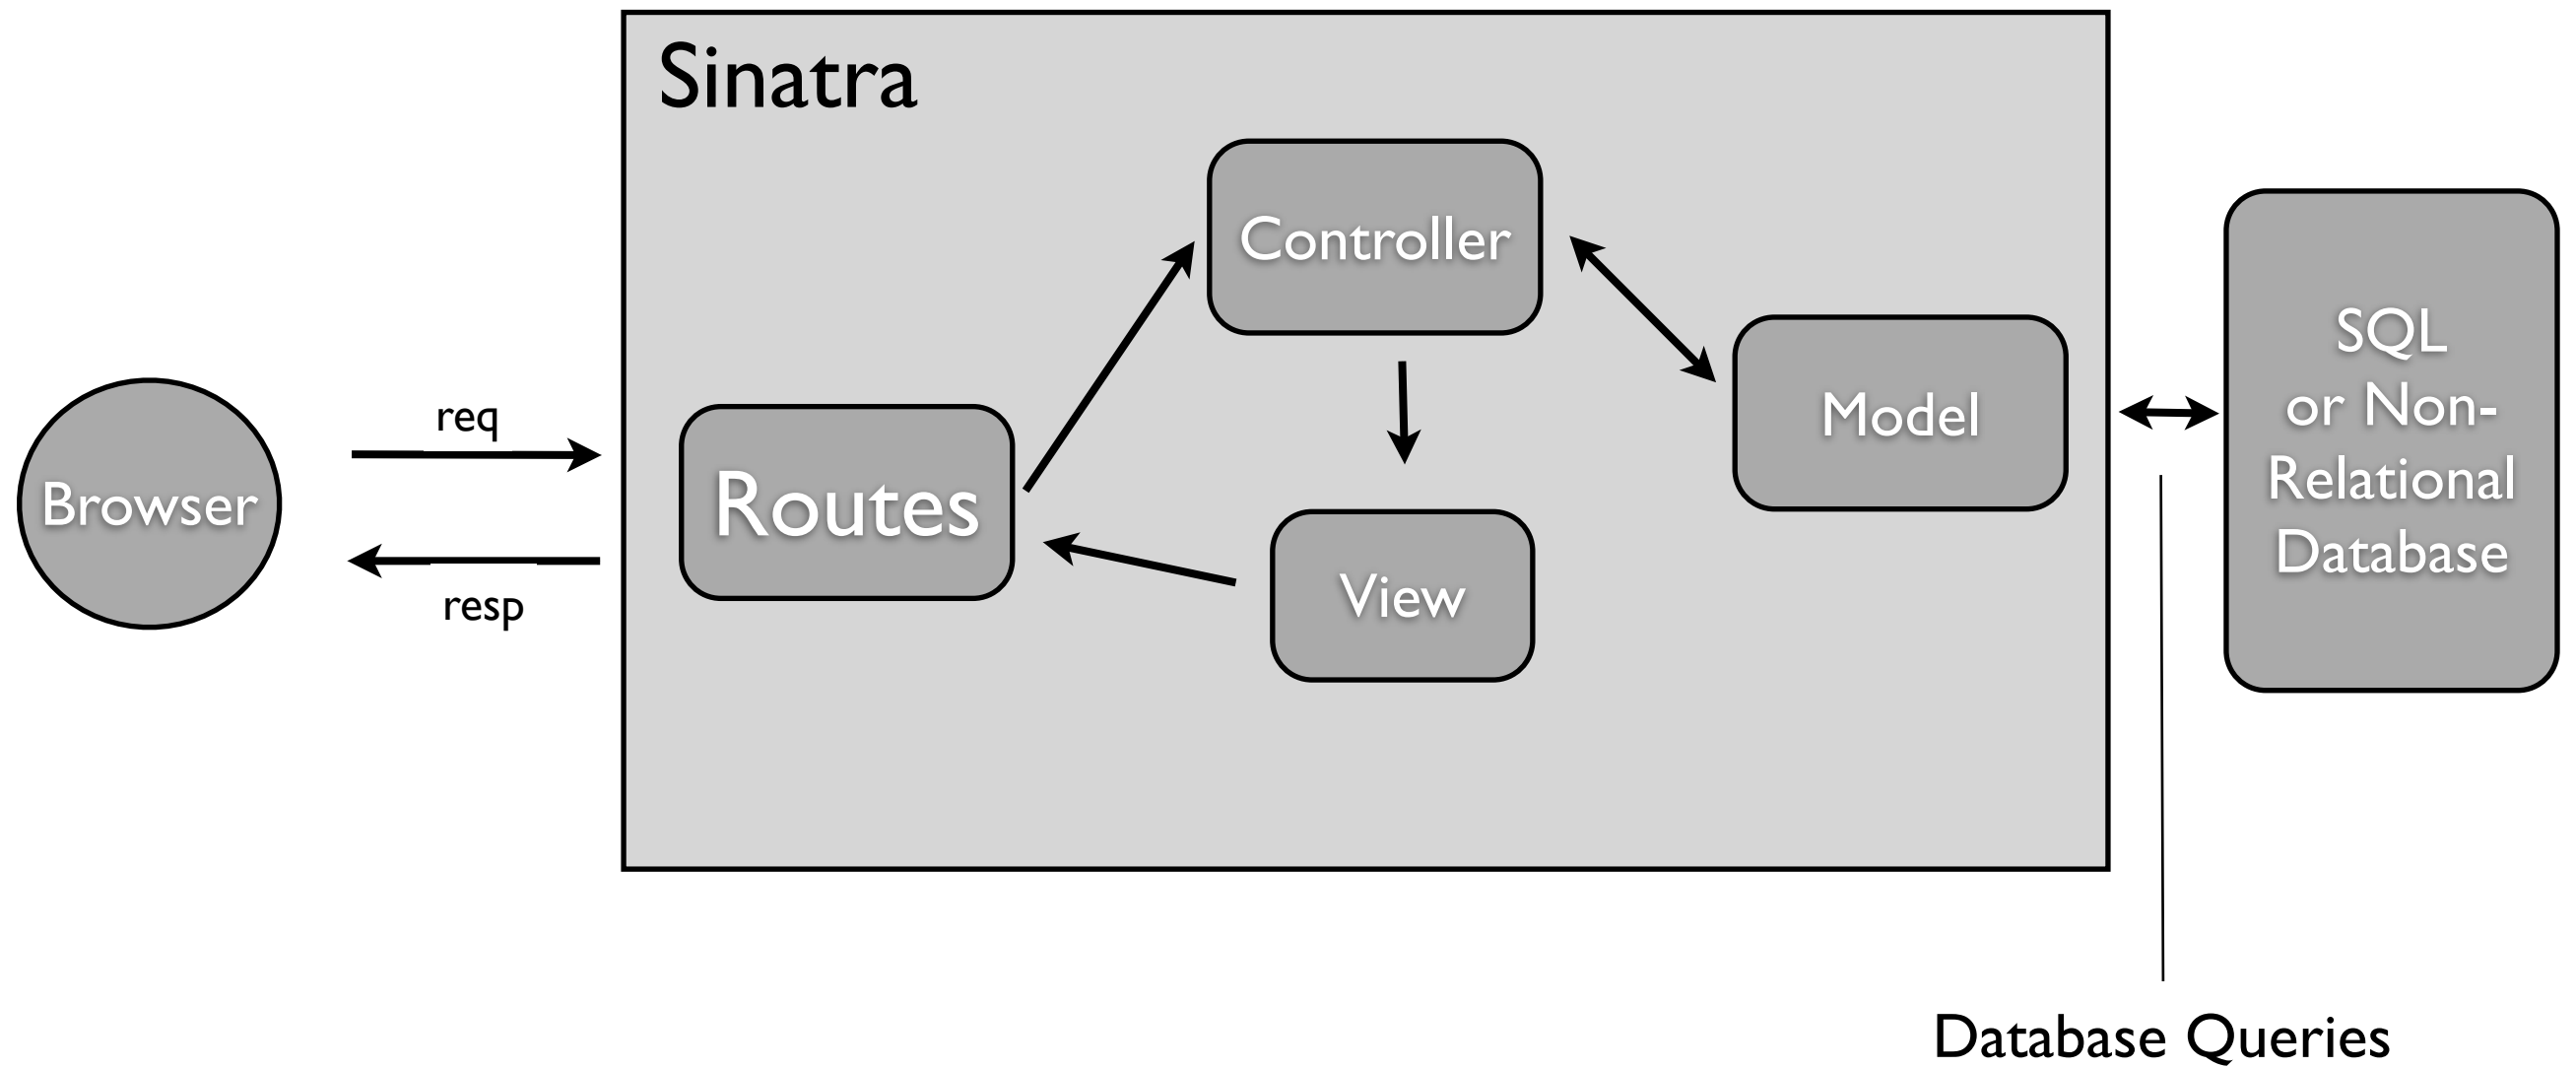 Sinatra
Controller
SQL
or Non-
Relational
Database
Model
req
Browser
Routes
View
resp
Database Queries